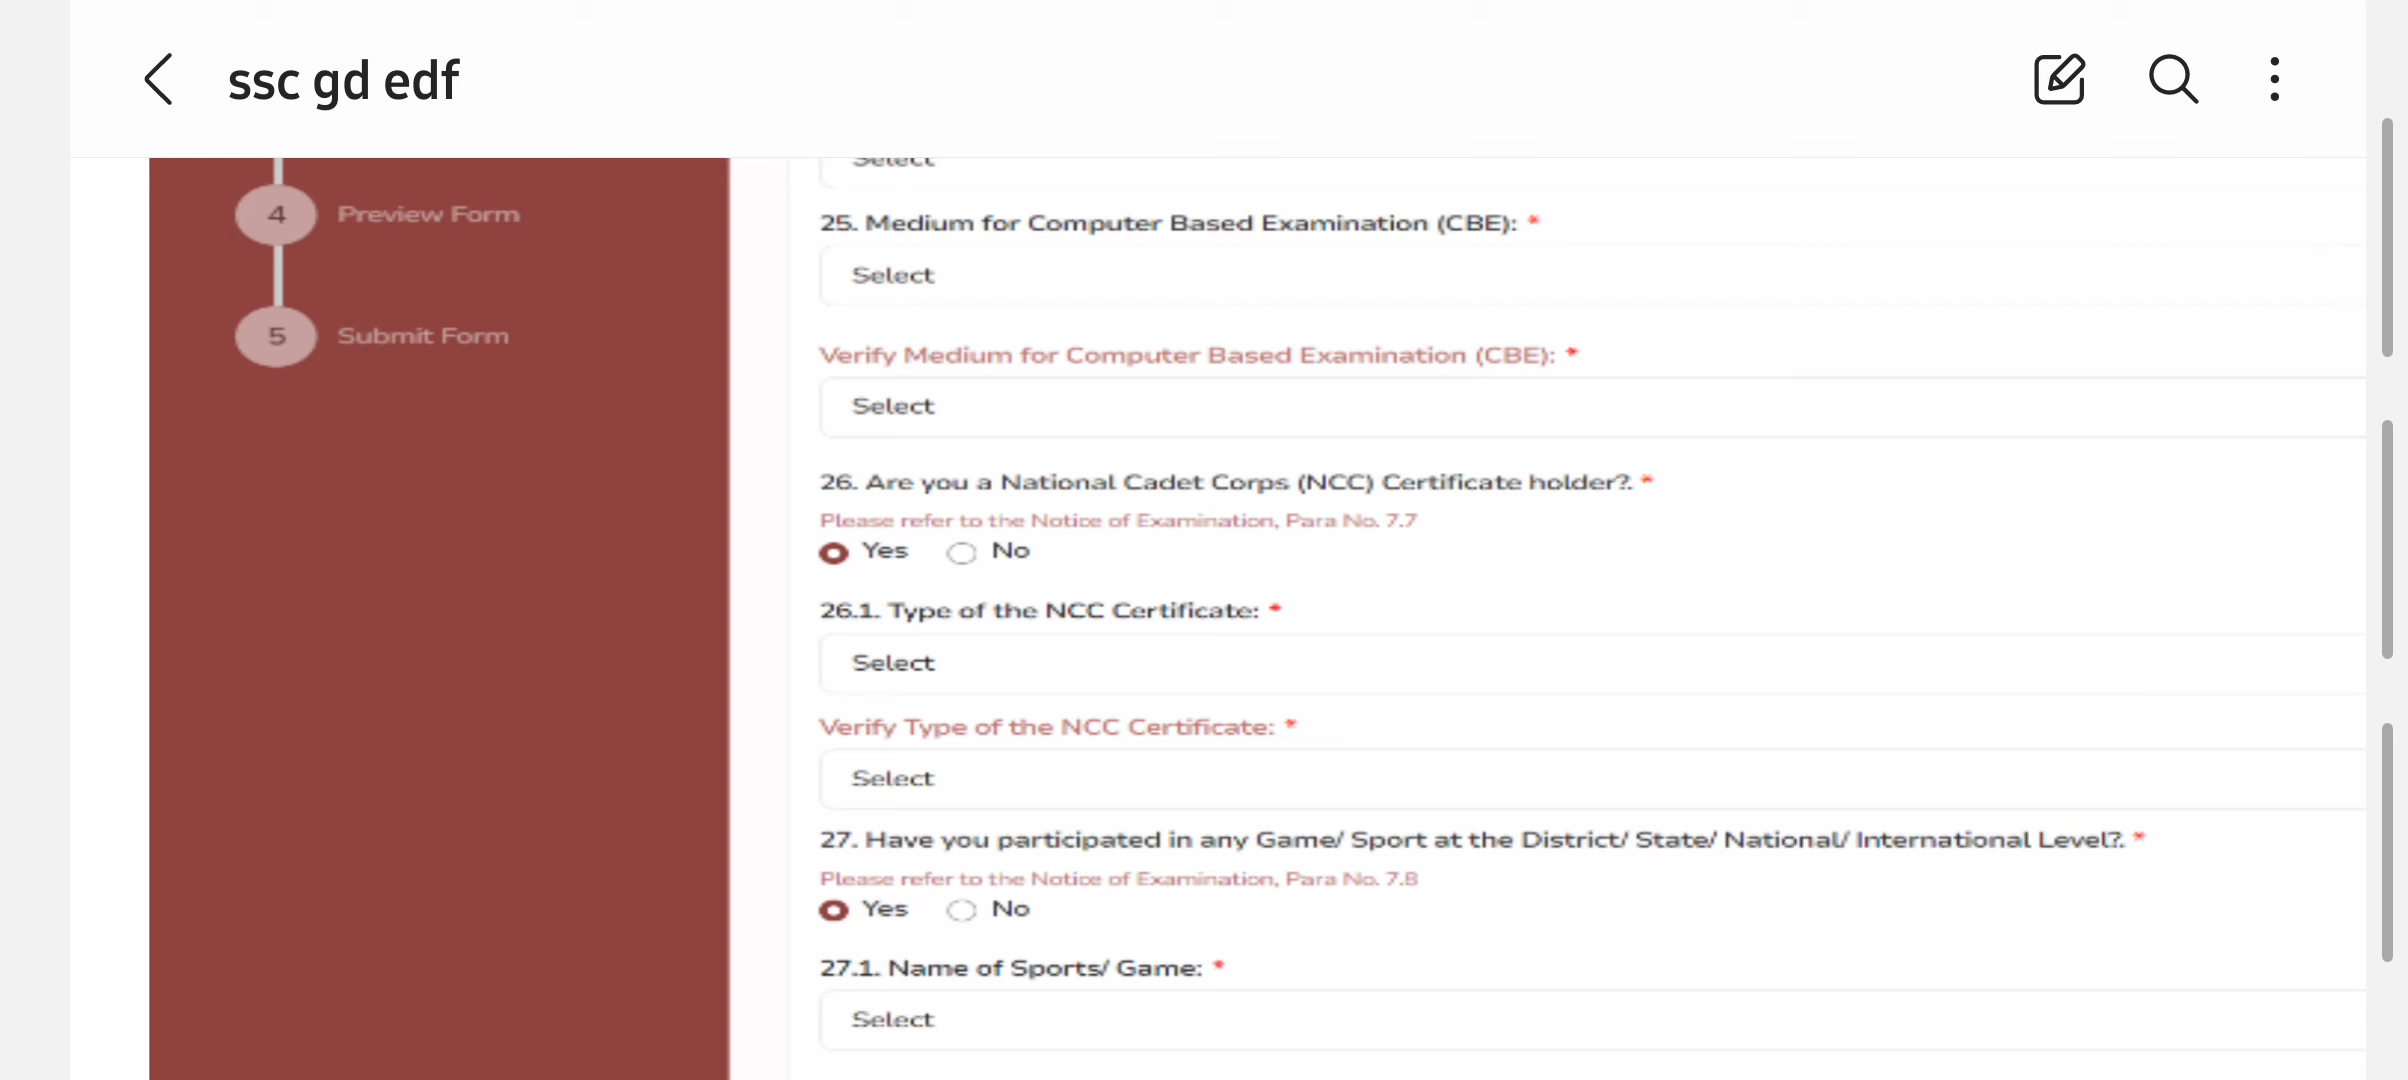 ssc gd edf
Select
4 Preview Form
5 Submit Form
25. Medium for Computer Based Examination (CBE): *
Select
Verify Medium for Computer Based Examination (CBE): *
Select
26. Are you a National Cadet Corps (NCC) Certificate holder?. *
Please refer to the Notice of Examination, Para No. 7.7
Yes No
26.1. Type of the NCC Certificate: *
Select
Verify Type of the NCC Certificate: *
Select
27. Have you participated in any Game/ Sport at the District/ State/ National/ International Level?. *
Please refer to the Notice of Examination, Para No. 7.8
Yes No
27.1. Name of Sports/ Game: *
Select